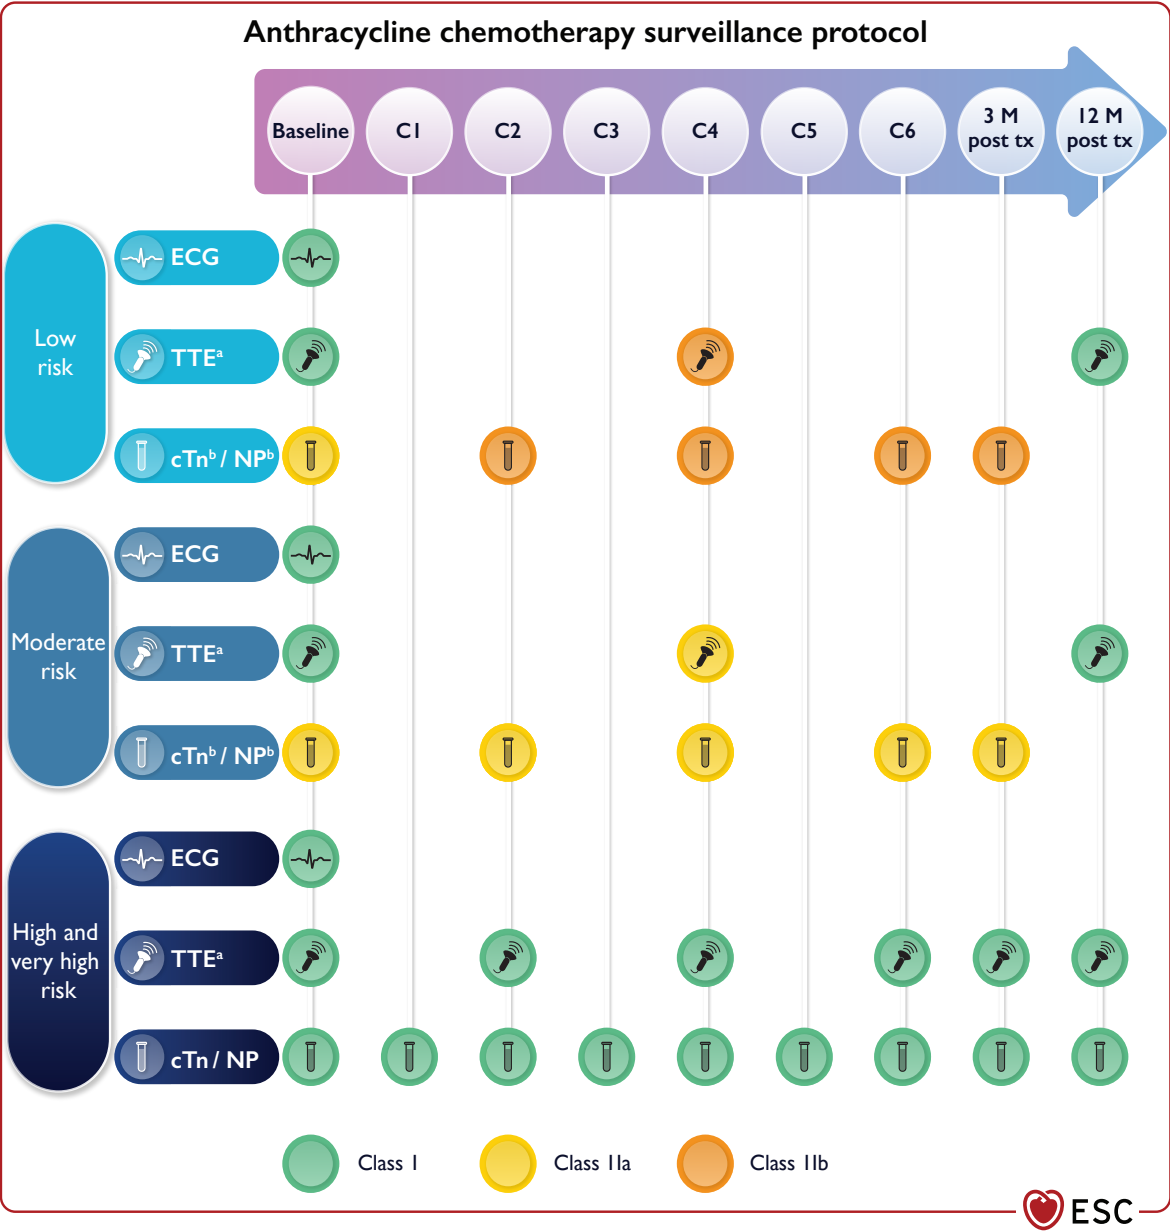 Anthracycline chemotherapy surveillance protocol
Baseline
C1
C2
C3
C4
C5
C6
3 M
post tx
12 M
post tx
Low
risk
ECG
TTEᵃ
cTnᵇ / NPᵇ
Moderate
risk
ECG
TTEᵃ
cTnᵇ / NPᵇ
High and
very high
risk
ECG
TTEᵃ
cTn / NP
Class I
Class IIa
Class IIb
ESC